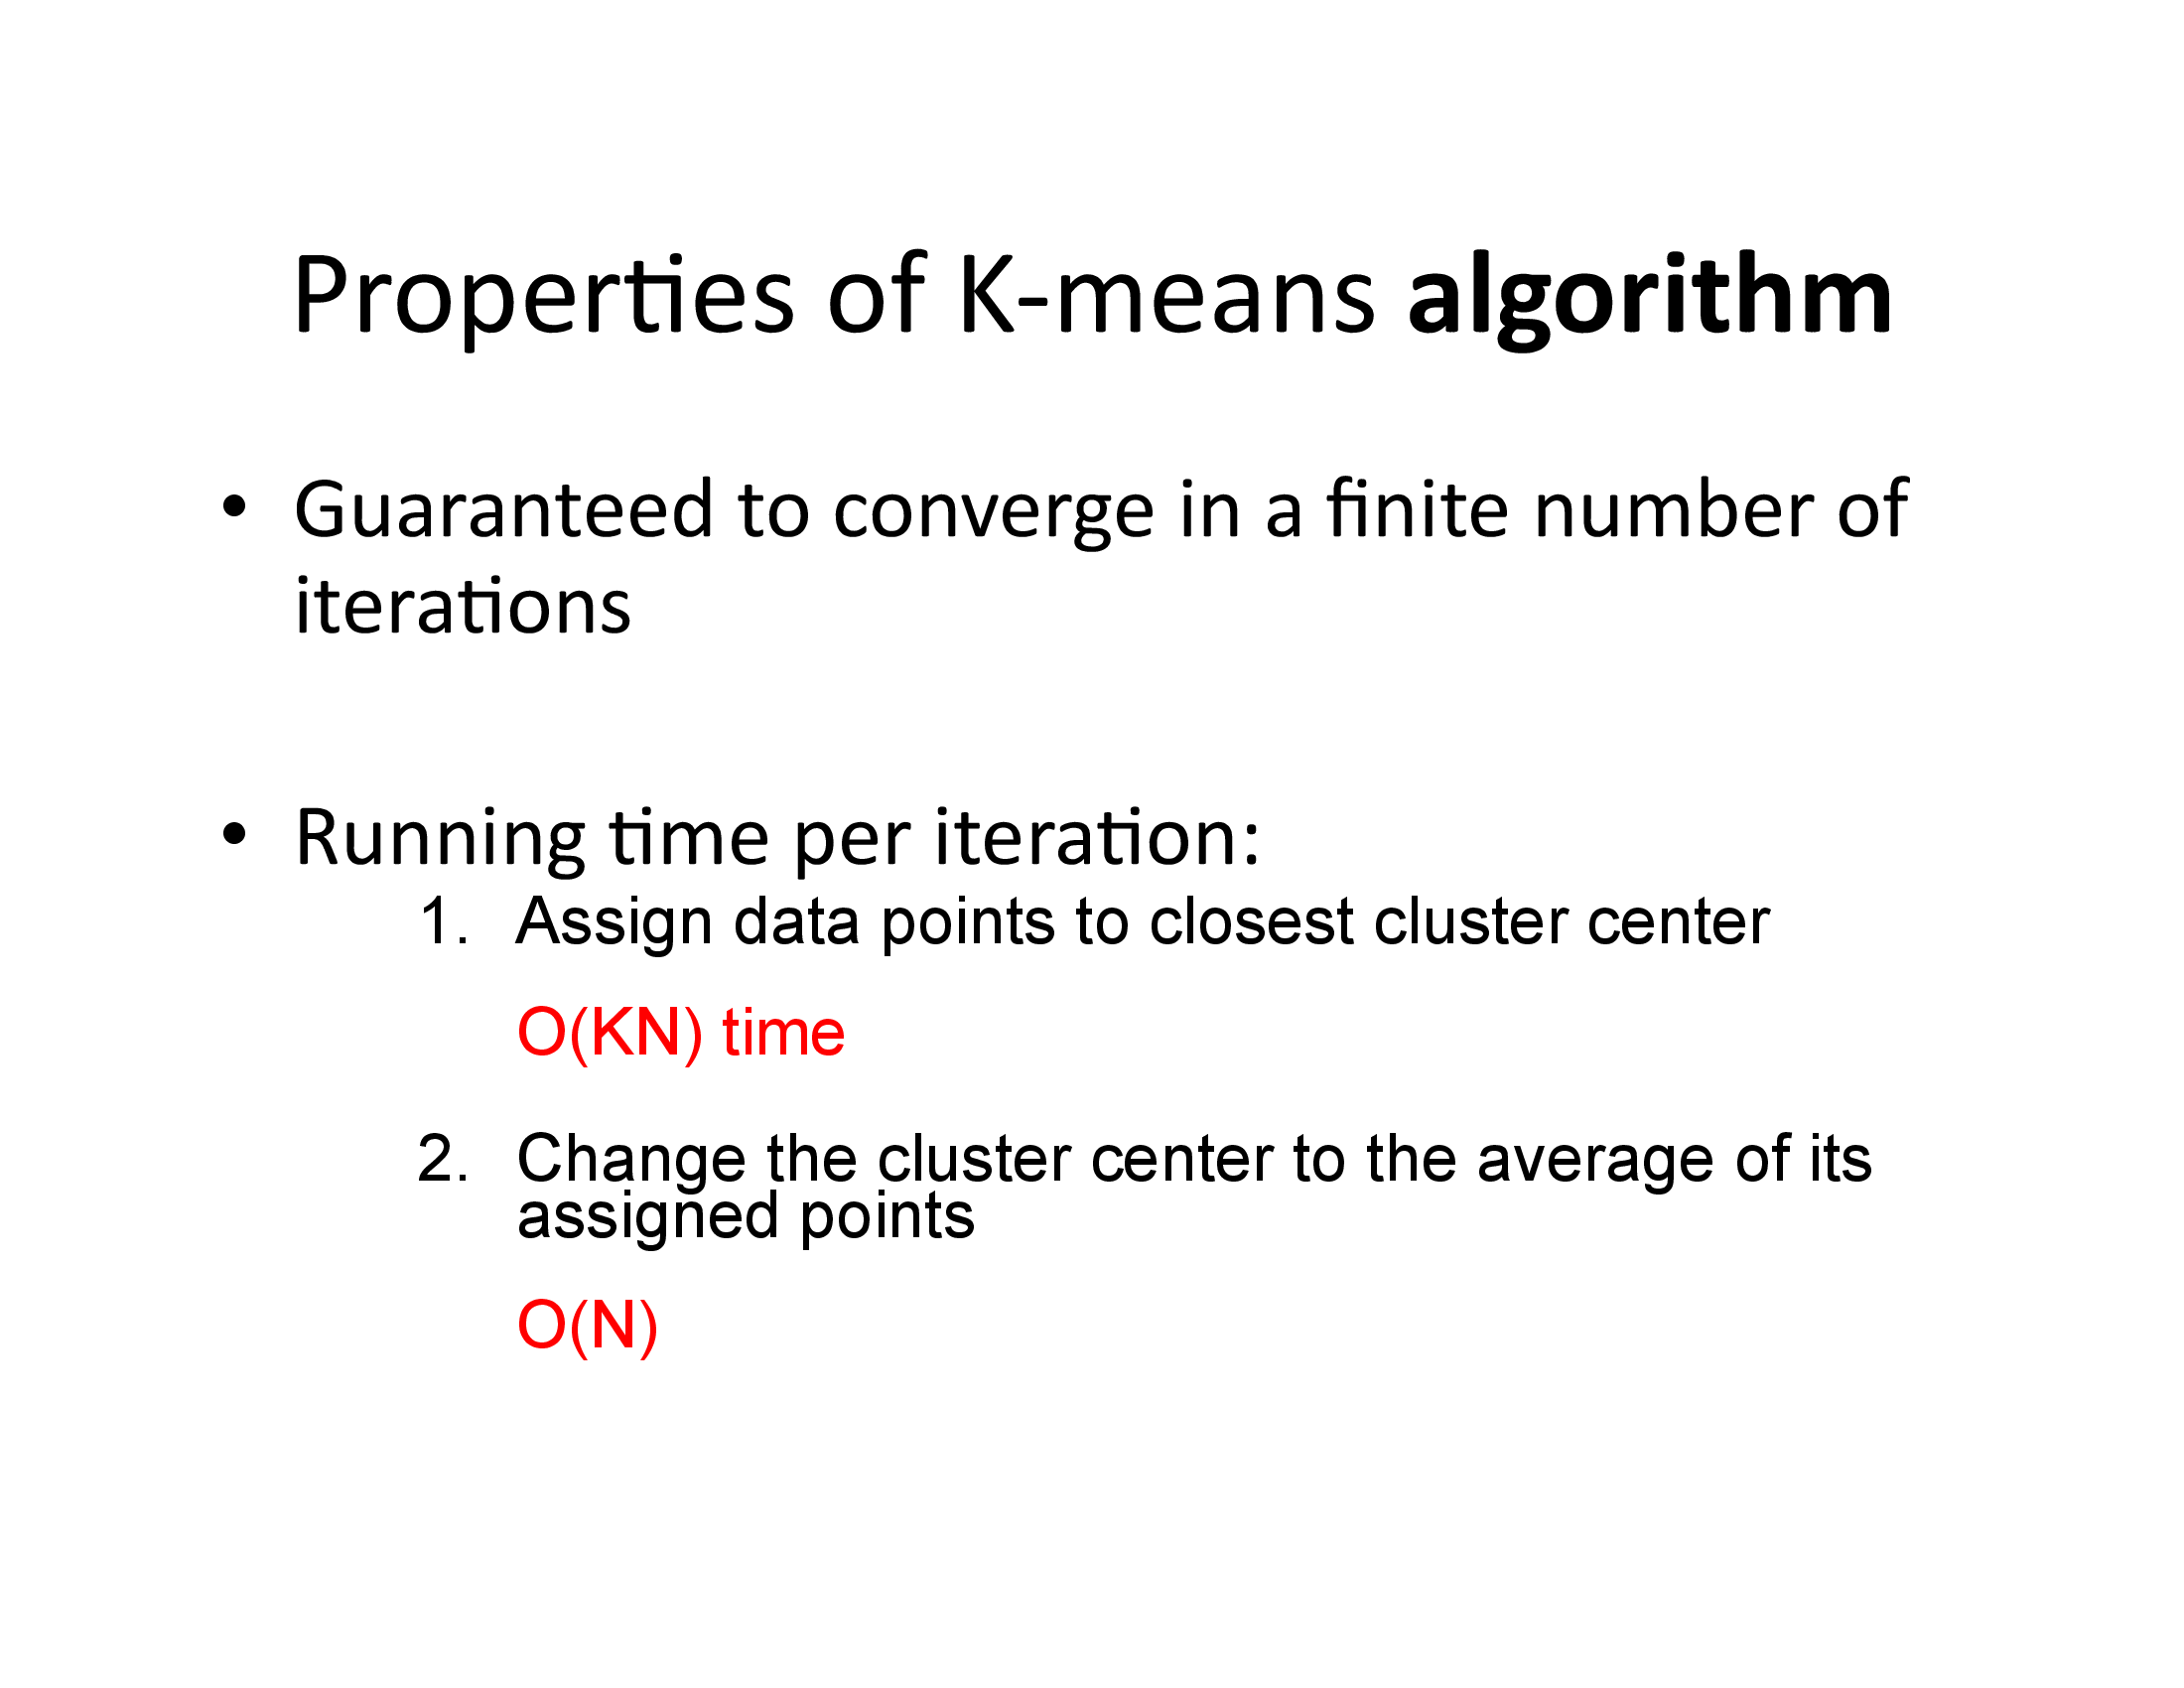 Properties of K-means algorithm
• Guaranteed to converge in a finite number of
iterations
• Running time per iteration:
1. Assign data points to closest cluster center
O(KN) time
2. Change the cluster center to the average of its
assigned points
O(N)